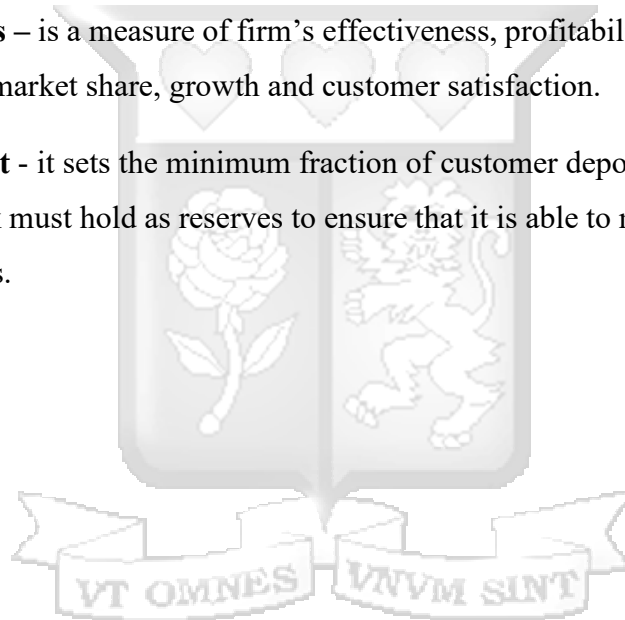 s – is a measure of firm’s effectiveness, profitabil
market share, growth and customer satisfaction.
t - it sets the minimum fraction of customer depo
must hold as reserves to ensure that it is able to
s.
VT OMNES VNVM SINT